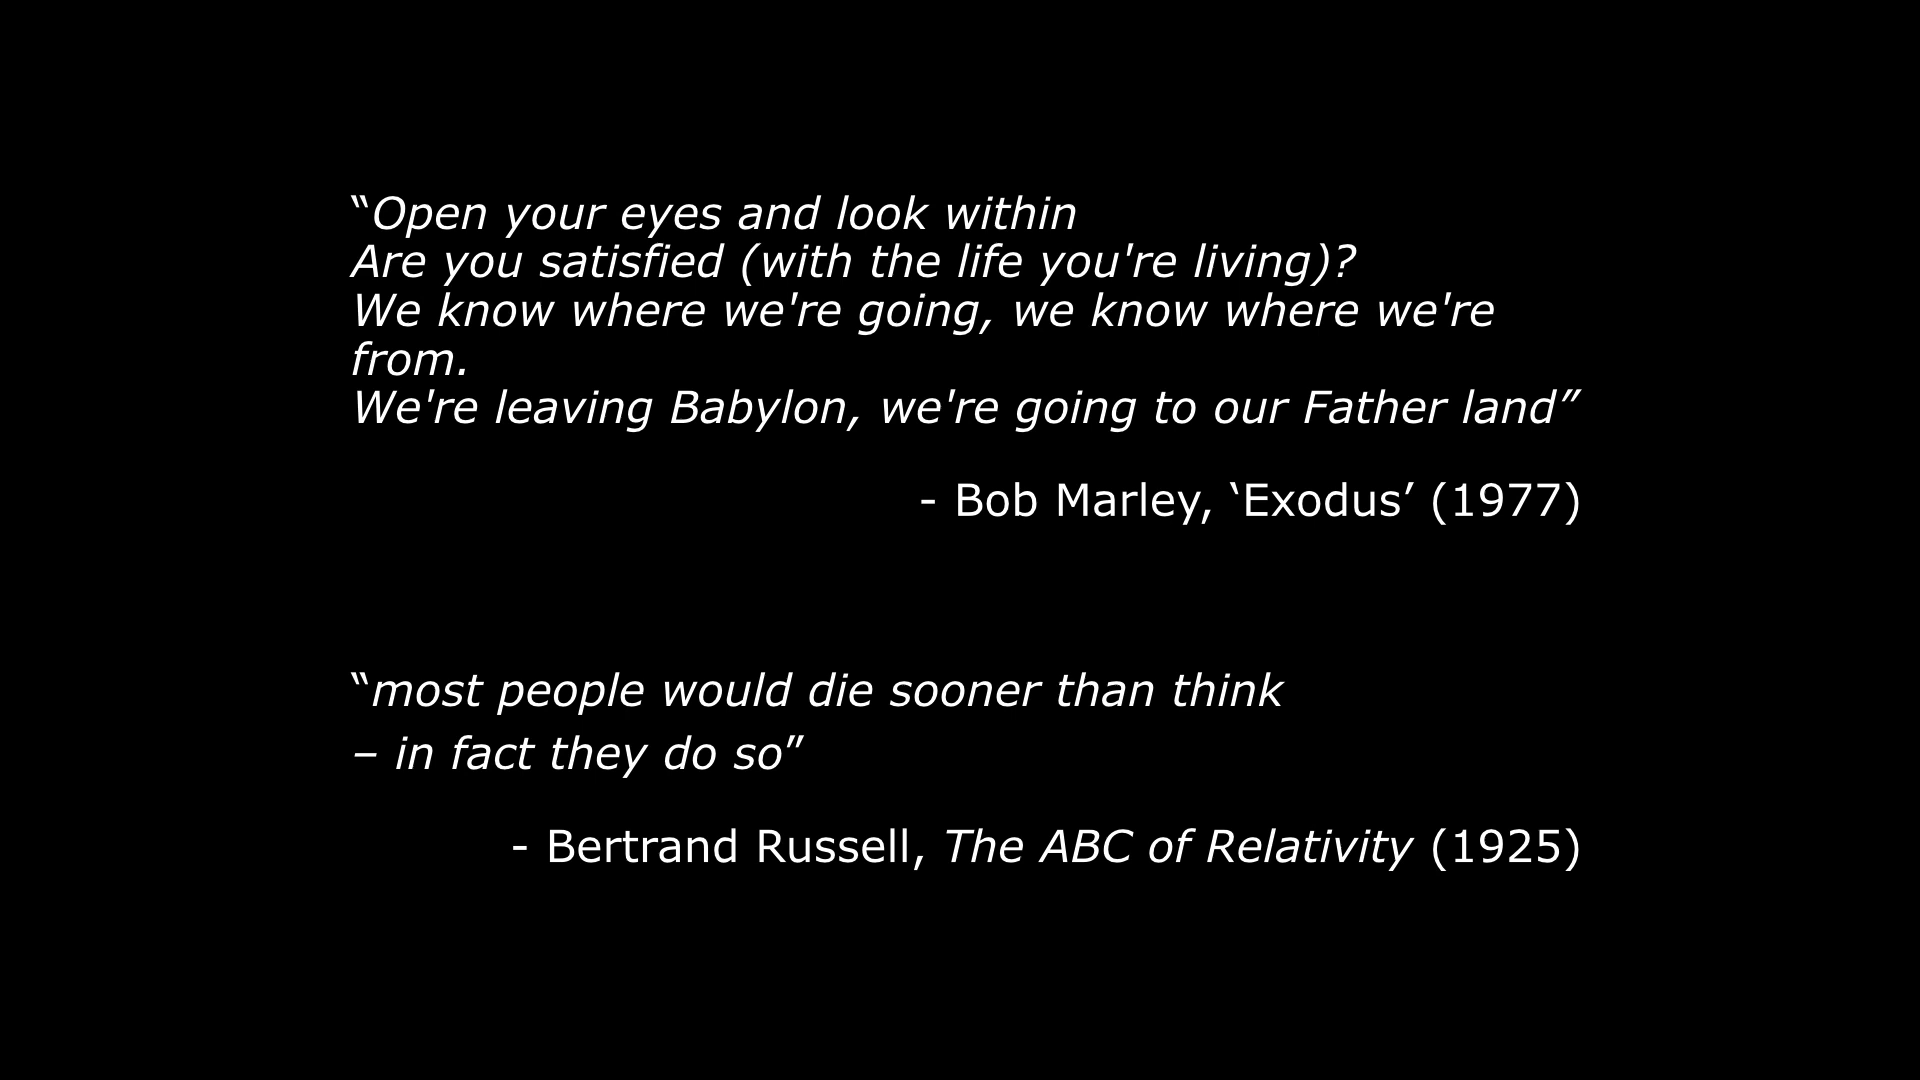 “Open your eyes and look within
Are you satisfied (with the life you're living)?
We know where we're going, we know where we're
from.
We're leaving Babylon, we're going to our Father land”
- Bob Marley, ‘Exodus’ (1977)
“most people would die sooner than think
– in fact they do so”
- Bertrand Russell, The ABC of Relativity (1925)